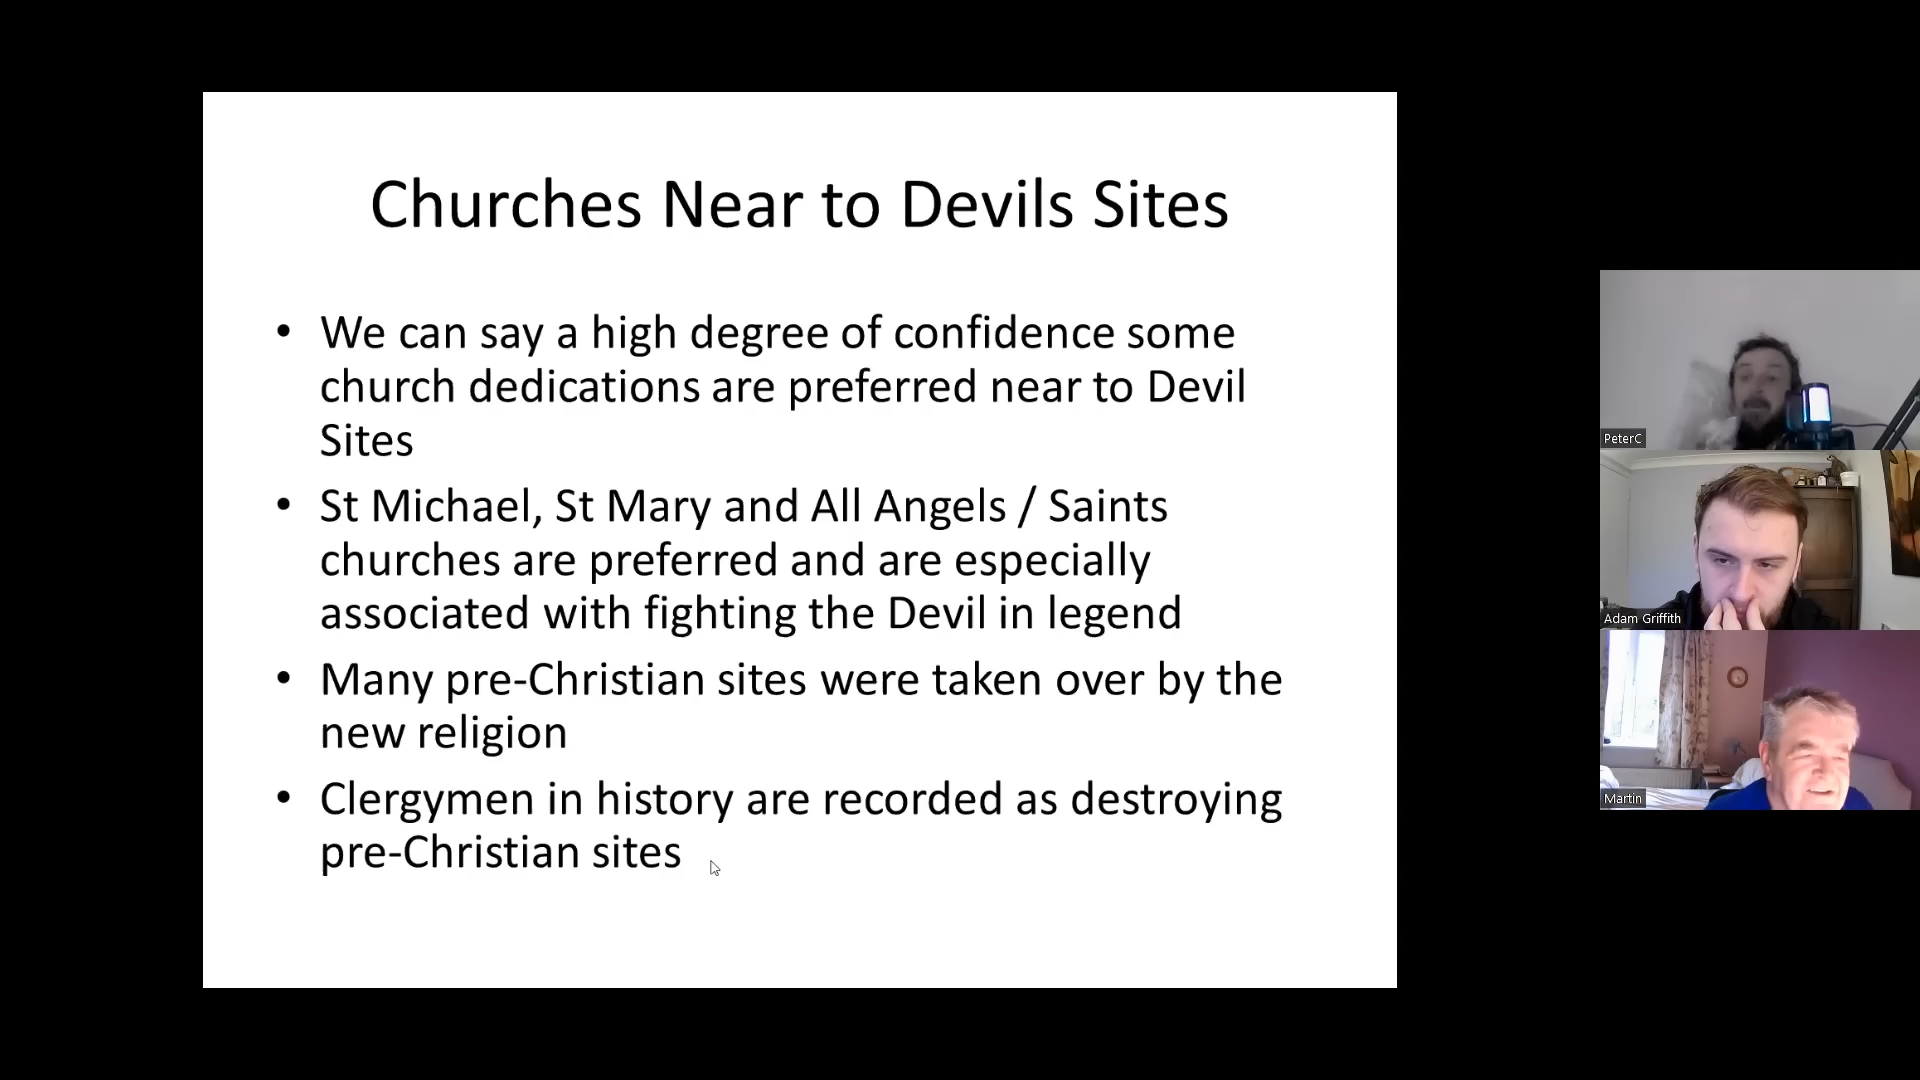 Churches Near to Devils Sites
• We can say a high degree of confidence some
church dedications are preferred near to Devil
Sites
• St Michael, St Mary and All Angels / Saints
churches are preferred and are especially
associated with fighting the Devil in legend
• Many pre-Christian sites were taken over by the
new religion
• Clergymen in history are recorded as destroying
pre-Christian sites
PeterC
Adam Griffith
Martin